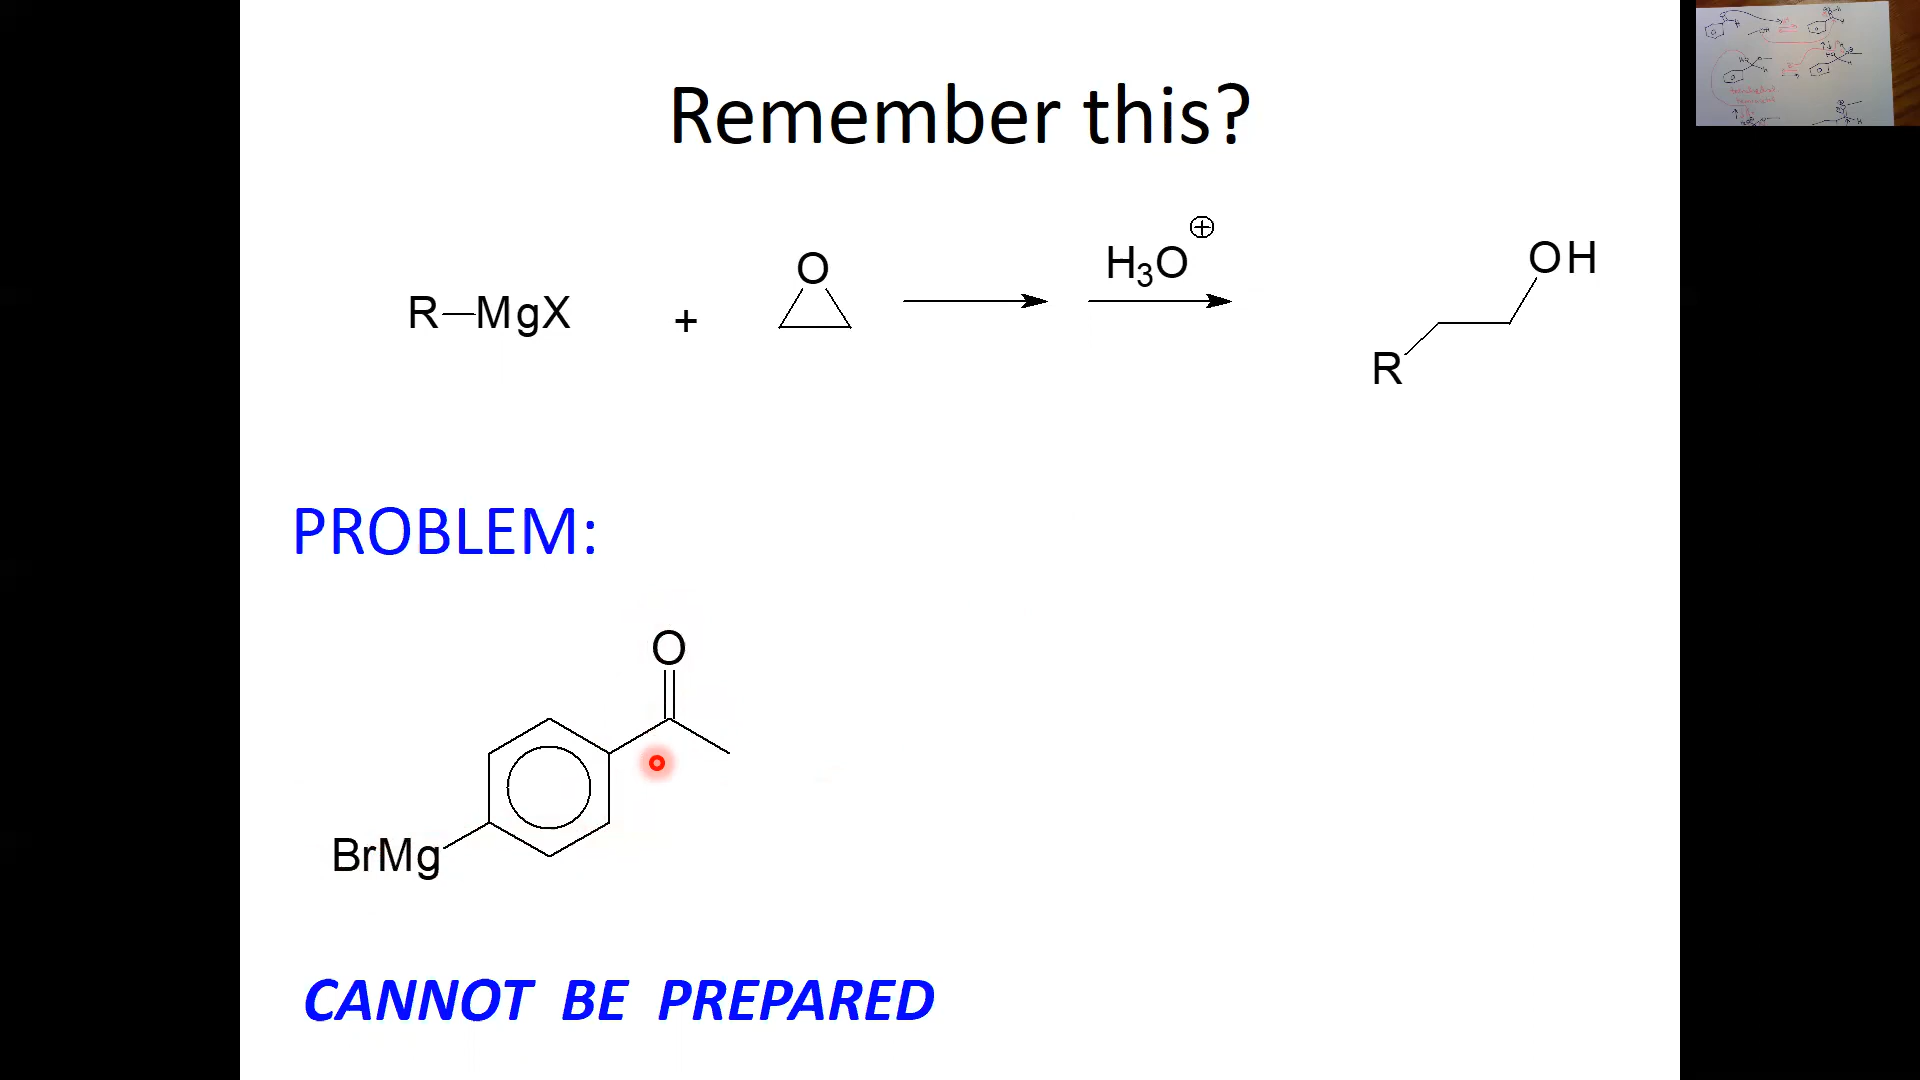 Remember this?
R—MgX + O H₃O⊕ OH
R
PROBLEM:
O
BrMg
CANNOT BE PREPARED